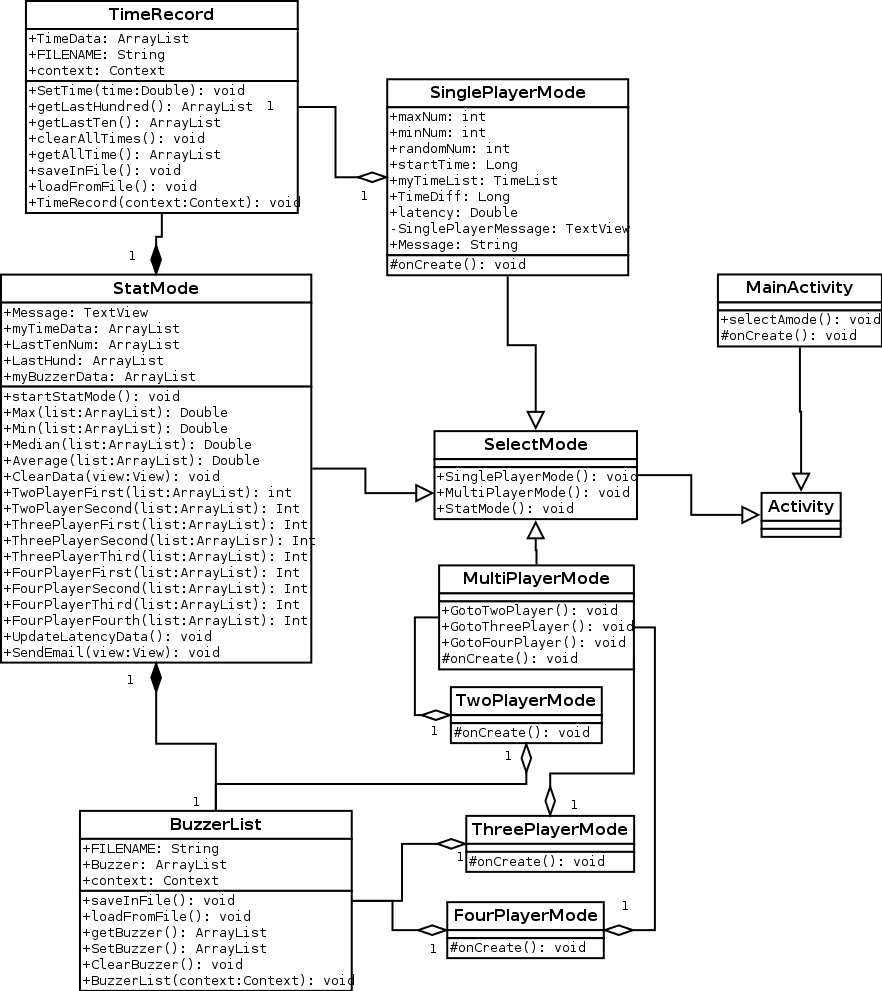 TimeRecord
+TimeData: ArrayList
+FILENAME: String
+context: Context
+SetTime(time:Double): void
+getLastHundred(): ArrayList
+getLastTen(): ArrayList
+clearAllTimes(): void
+getAllTime(): ArrayList
+saveInFile(): void
+loadFromFile(): void
+TimeRecord(context:Context): void
1
1
1
SinglePlayerMode
+maxNum: int
+minNum: int
+randomNum: int
+startTime: Long
+myTimeList: TimeList
+TimeDiff: Long
+latency: Double
-SinglePlayerMessage: TextView
+Message: String
#onCreate(): void
StatMode
+Message: TextView
+myTimeData: ArrayList
+LastTenNum: ArrayList
+LastHund: ArrayList
+myBuzzerData: ArrayList
+startStatMode(): void
+Max(list:ArrayList): Double
+Min(list:ArrayList): Double
+Median(list:ArrayList): Double
+Average(list:ArrayList): Double
+ClearData(view:View): void
+TwoPlayerFirst(list:ArrayList): int
+TwoPlayerSecond(list:ArrayList): Int
+ThreePlayerFirst(list:ArrayList): Int
+ThreePlayerSecond(list:ArrayLisr): Int
+ThreePlayerThird(list:ArrayList): Int
+FourPlayerFirst(list:ArrayList): Int
+FourPlayerSecond(list:ArrayList): Int
+FourPlayerThird(list:ArrayList): Int
+FourPlayerFourth(list:ArrayList): Int
+UpdateLatencyData(): void
+SendEmail(view:View): void
1
MainActivity
+selectAmode(): void
#onCreate(): void
SelectMode
+SinglePlayerMode(): void
+MultiPlayerMode(): void
+StatMode(): void
Activity
MultiPlayerMode
+GotoTwoPlayer(): void
+GotoThreePlayer(): void
+GotoFourPlayer(): void
#onCreate(): void
TwoPlayerMode
#onCreate(): void
1
1
1
1
BuzzerList
+FILENAME: String
+Buzzer: ArrayList
+context: Context
+saveInFile(): void
+loadFromFile(): void
+getBuzzer(): ArrayList
+SetBuzzer(): ArrayList
+ClearBuzzer(): void
+BuzzerList(context:Context): void
ThreePlayerMode
#onCreate(): void
1
FourPlayerMode
#onCreate(): void
1
1